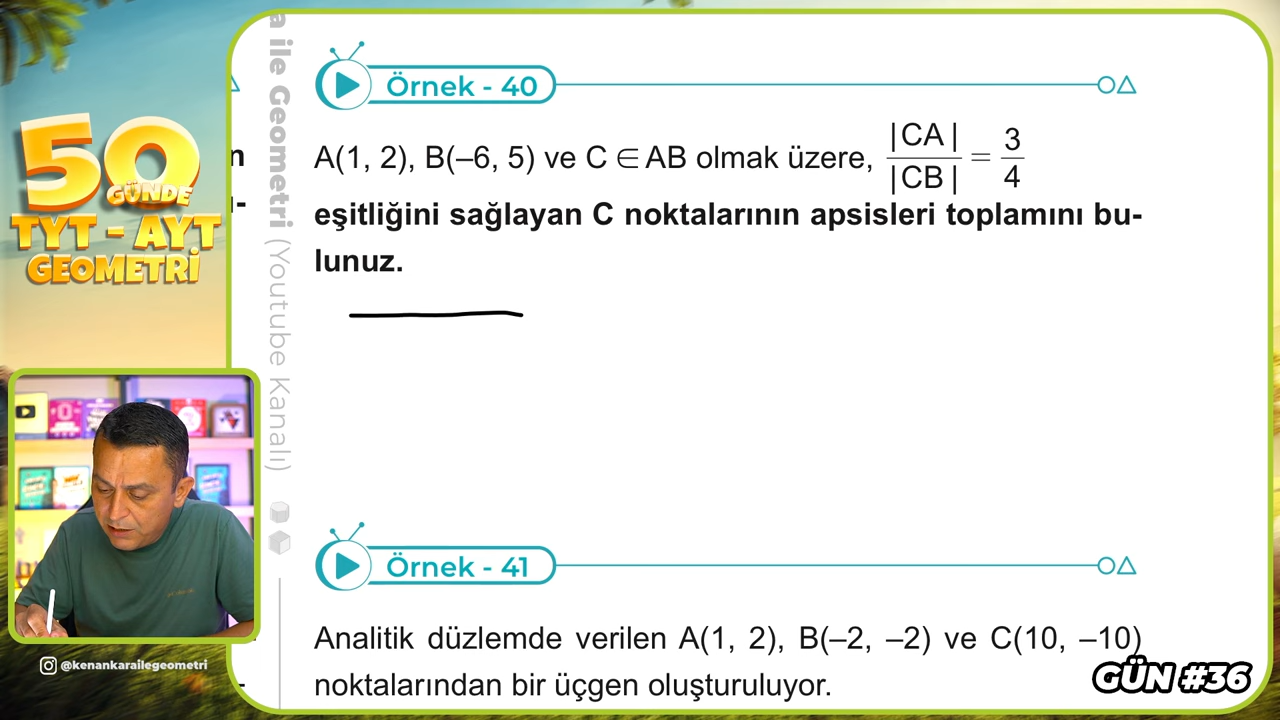 50
GÜNDE
TYT - AYT
GEOMETRİ
a ile Geometri (Youtube Kanalı)
n
ı-
Örnek - 40
A(1, 2), B(–6, 5) ve C ∈ AB olmak üzere, |CA| / |CB| = 3 / 4
eşitliğini sağlayan C noktalarının apsisleri toplamını bu-
lunuz.
Örnek - 41
Analitik düzlemde verilen A(1, 2), B(–2, –2) ve C(10, –10)
noktalarından bir üçgen oluşturuluyor.
@kenankarailegeometri
GÜN #36